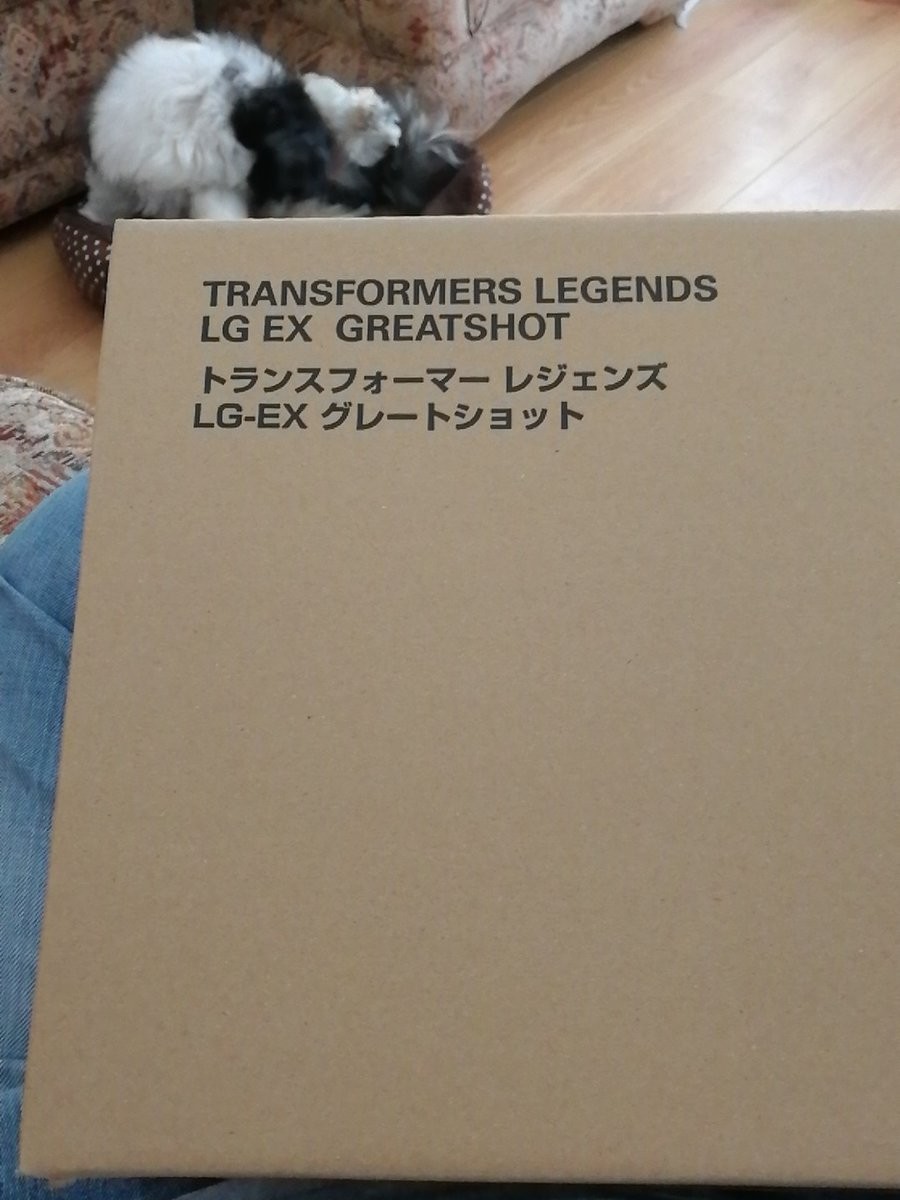 TRANSFORMERS LEGENDS
LG EX GREATSHOT
トランスフォーマー レジェンズ
LG-EX グレートショット